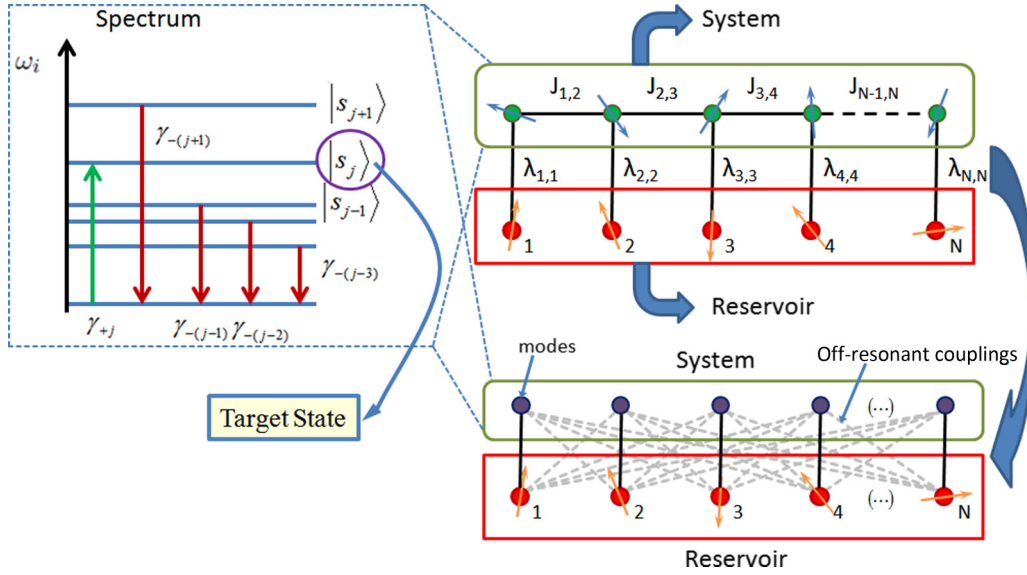 Spectrum
ω_i
|s_{j+1}⟩
γ_{-(j+1)}
|s_j⟩
|s_{j-1}⟩
γ_{-(j-3)}
γ_{+j}
γ_{-(j-1)} γ_{-(j-2)}
Target State
System
J_{1,2} J_{2,3} J_{3,4} J_{N-1,N}
λ_{1,1} λ_{2,2} λ_{3,3} λ_{4,4} λ_{N,N}
1 2 3 4 N
Reservoir
modes
System
Off-resonant couplings
(...)
1 2 3 4 (...) N
Reservoir